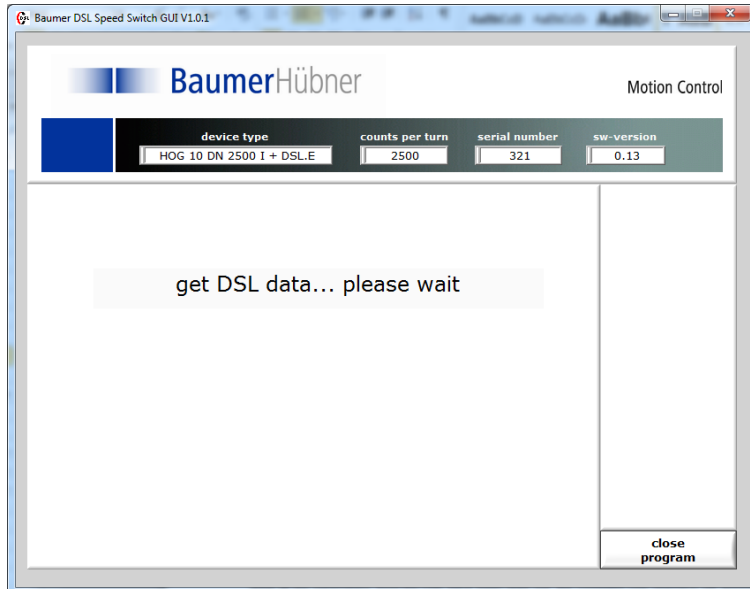 Baumer DSL Speed Switch GUI V1.0.1
BaumerHübner
Motion Control
device type counts per turn serial number sw-version
HOG 10 DN 2500 I + DSL.E 2500 321 0.13
get DSL data... please wait
close
program